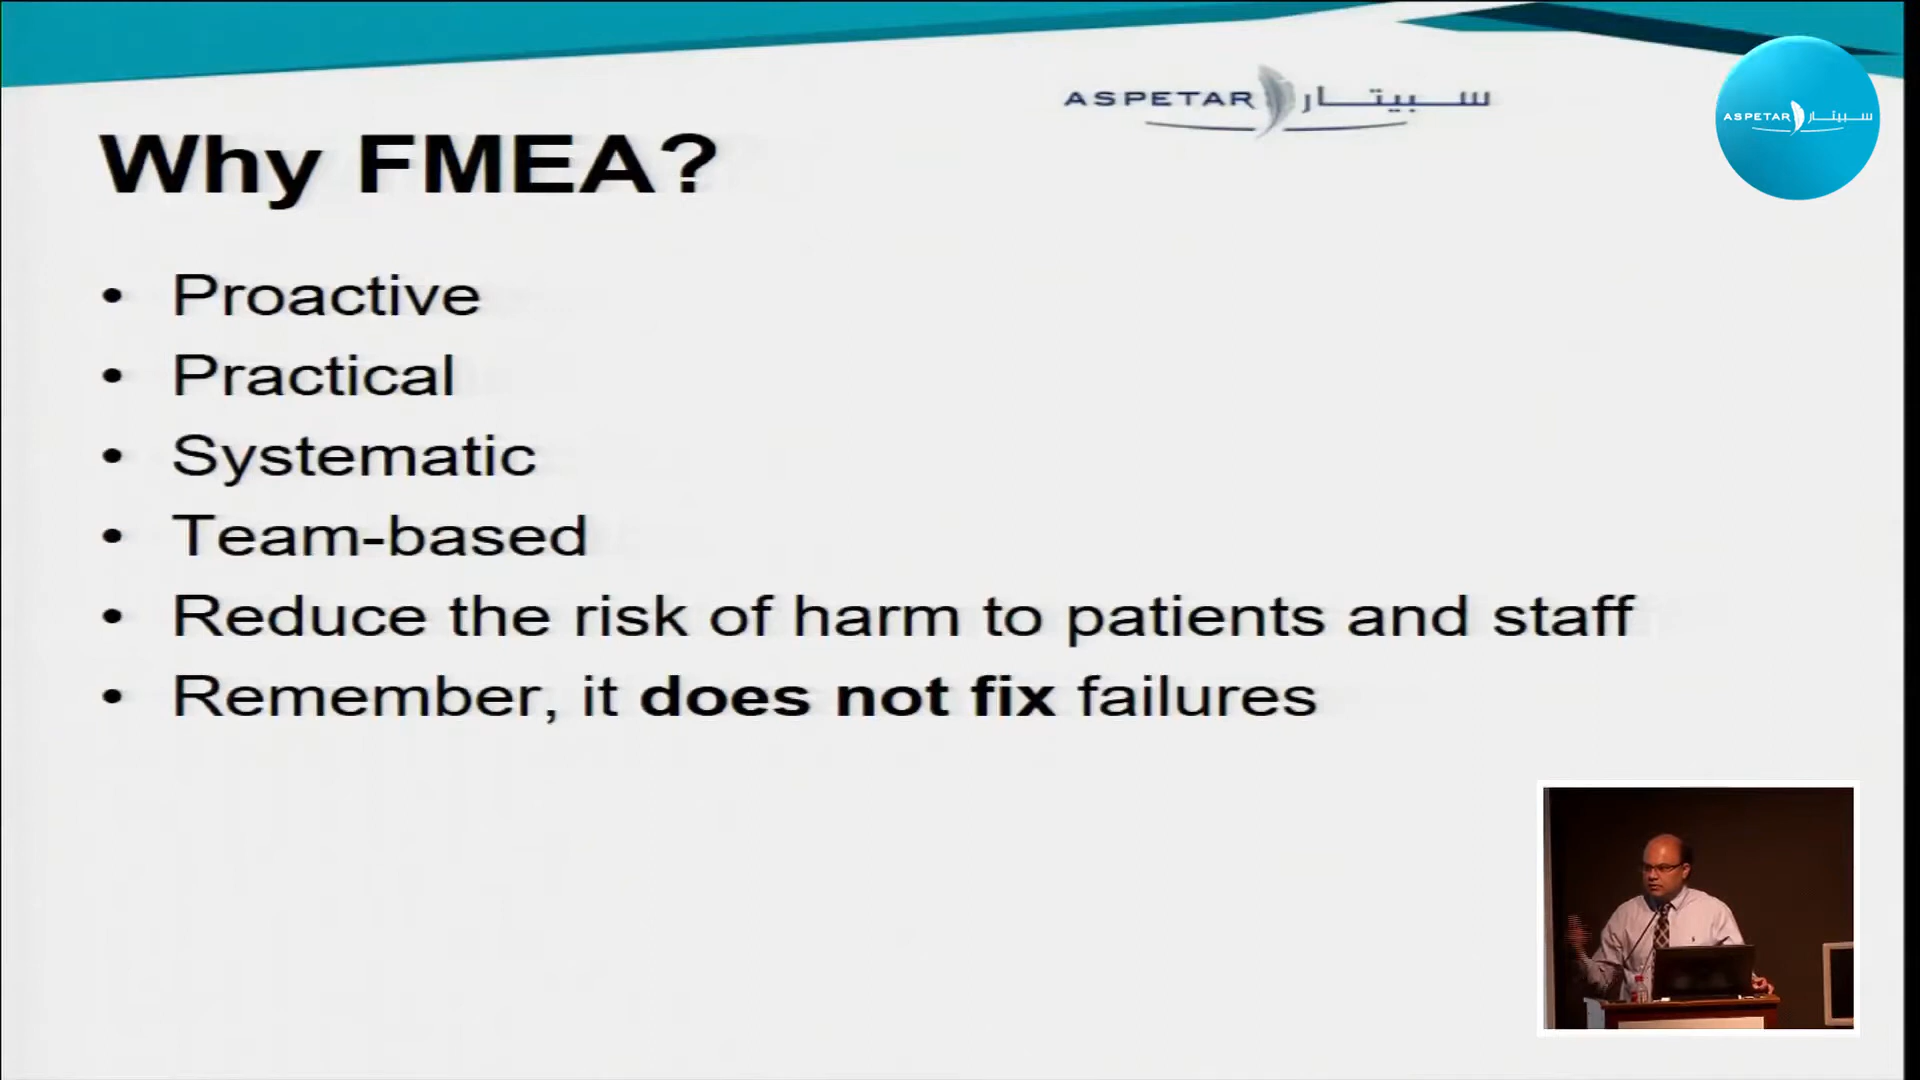 ASPETAR سبيتار
ASPETAR سبيتار
Why FMEA?
• Proactive
• Practical
• Systematic
• Team-based
• Reduce the risk of harm to patients and staff
• Remember, it does not fix failures